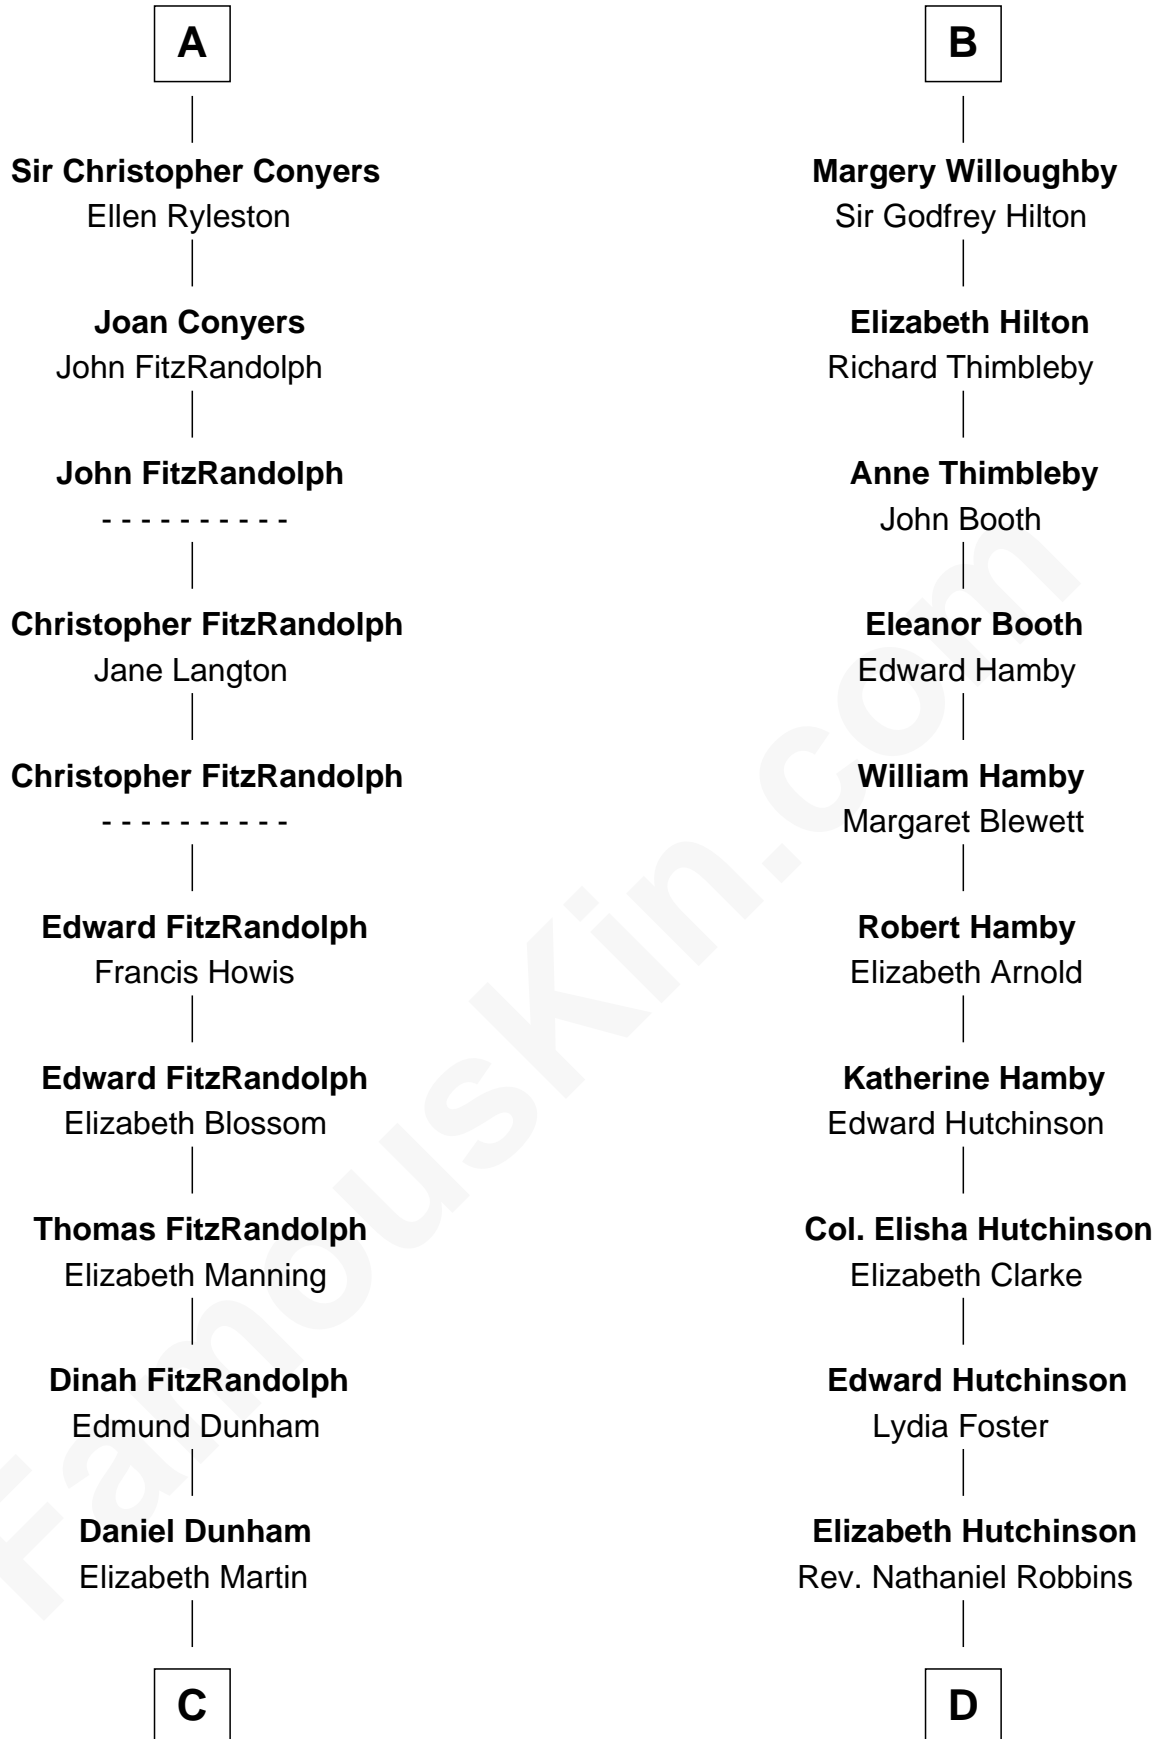 A
Sir Christopher Conyers
Ellen Ryleston
Joan Conyers
John FitzRandolph
John FitzRandolph
- - - - - - - - - -
Christopher FitzRandolph
Jane Langton
Christopher FitzRandolph
- - - - - - - - - -
Edward FitzRandolph
Francis Howis
Edward FitzRandolph
Elizabeth Blossom
Thomas FitzRandolph
Elizabeth Manning
Dinah FitzRandolph
Edmund Dunham
Daniel Dunham
Elizabeth Martin
C
B
Margery Willoughby
Sir Godfrey Hilton
Elizabeth Hilton
Richard Thimbleby
Anne Thimbleby
John Booth
Eleanor Booth
Edward Hamby
William Hamby
Margaret Blewett
Robert Hamby
Elizabeth Arnold
Katherine Hamby
Edward Hutchinson
Col. Elisha Hutchinson
Elizabeth Clarke
Edward Hutchinson
Lydia Foster
Elizabeth Hutchinson
Rev. Nathaniel Robbins
D
FamousKin.com